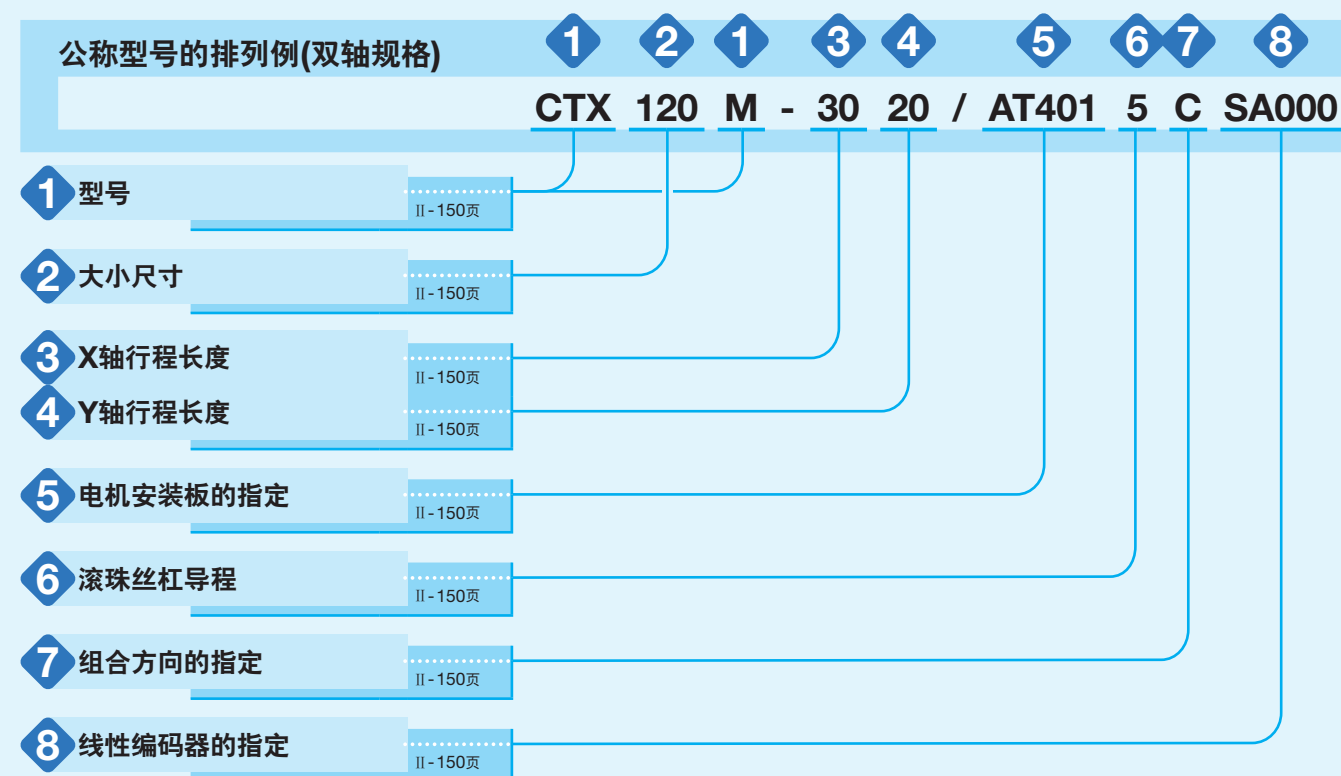 公称型号的排列例(双轴规格)
1 2 1 3 4 5 6 7 8
CTX 120 M - 30 20 / AT401 5 C SA000
1 型号
Ⅱ-150页
2 大小尺寸
Ⅱ-150页
3 X轴行程长度
Ⅱ-150页
4 Y轴行程长度
Ⅱ-150页
5 电机安装板的指定
Ⅱ-150页
6 滚珠丝杠导程
Ⅱ-150页
7 组合方向的指定
Ⅱ-150页
8 线性编码器的指定
Ⅱ-150页